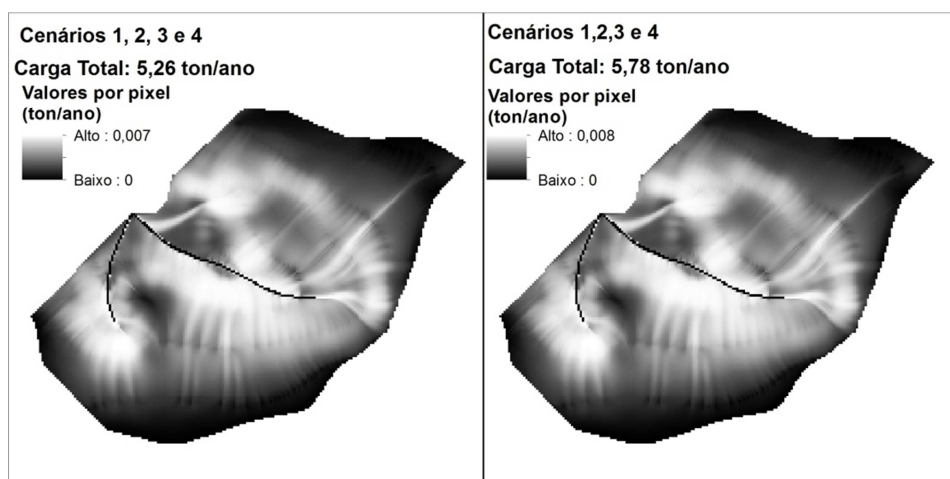 Cenários 1, 2, 3 e 4
Carga Total: 5,26 ton/ano
Valores por pixel
(ton/ano)
Alto : 0,007
Baixo : 0
Cenários 1,2,3 e 4
Carga Total: 5,78 ton/ano
Valores por pixel
(ton/ano)
Alto : 0,008
Baixo : 0